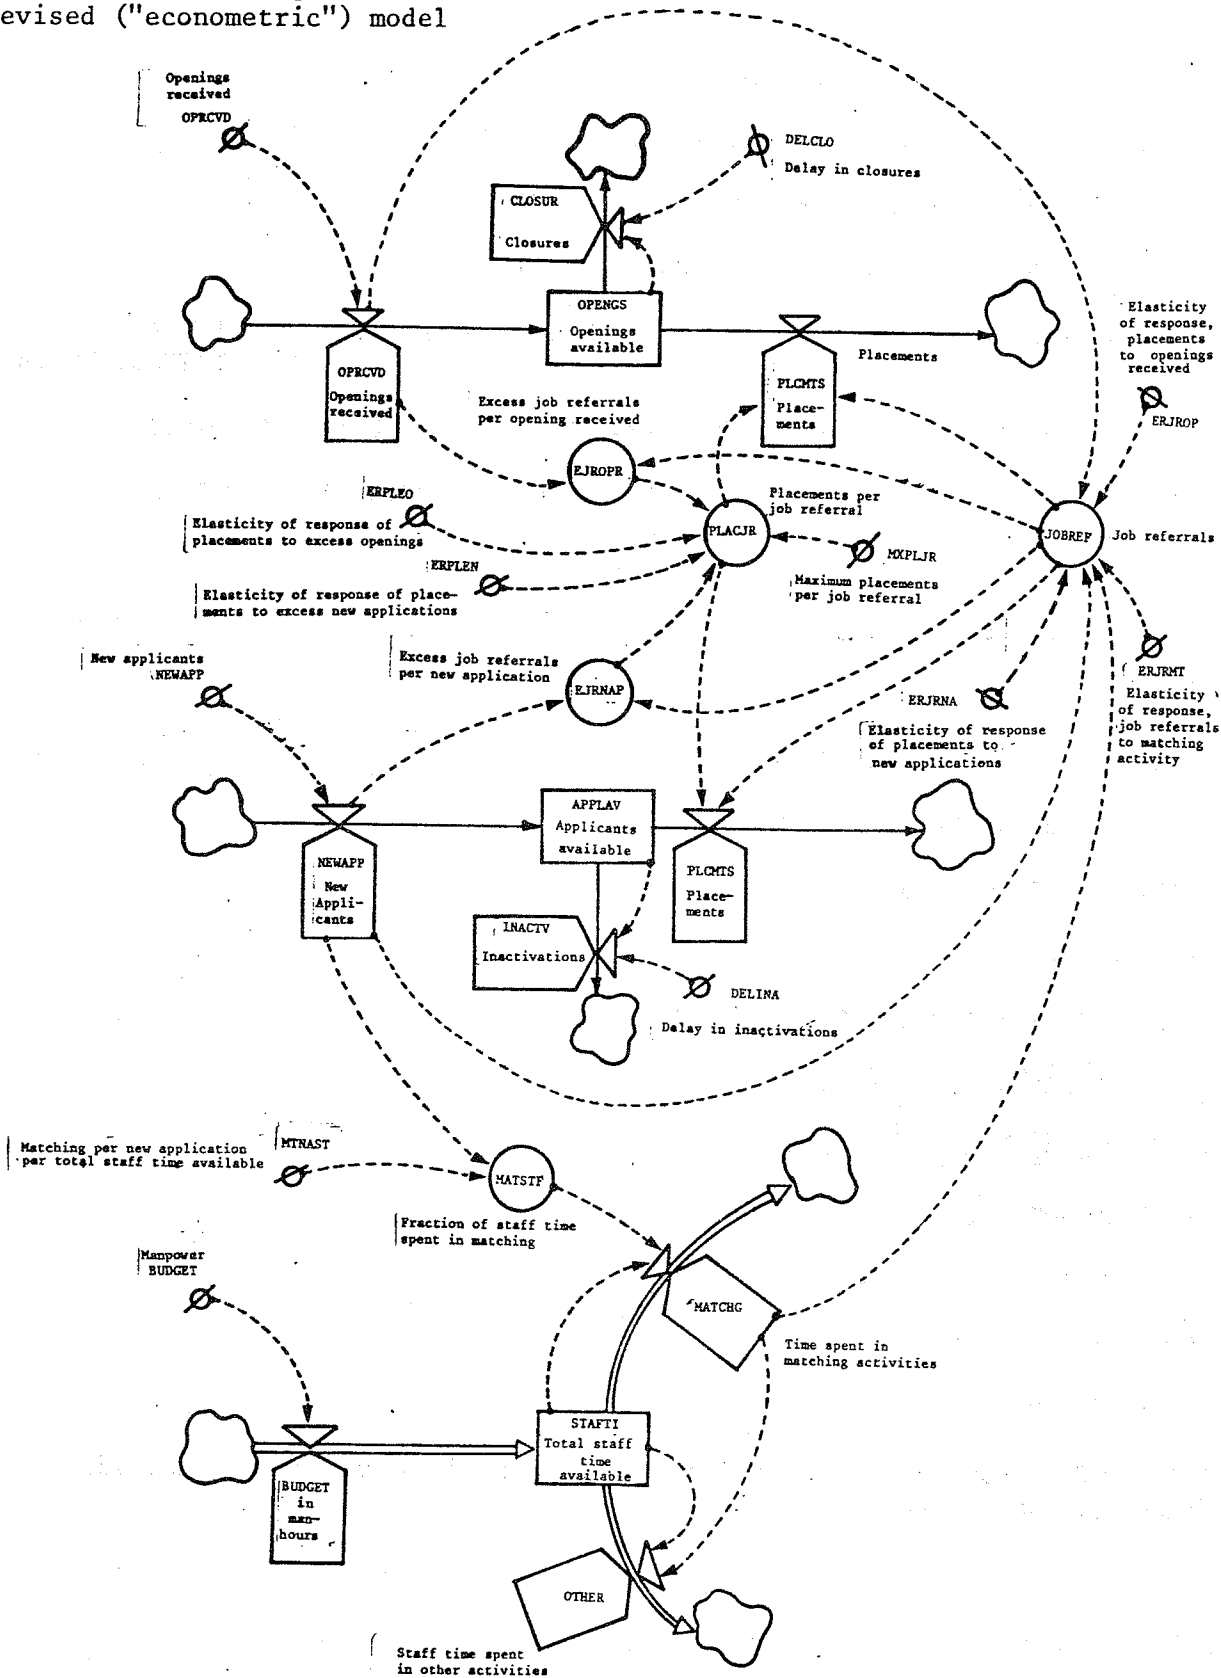 evised ("econometric") model
Openings
received
OPRCVD
DELCLO
Delay in closures
CLOSUR
Closures
OPENGS
Openings
available
OPRCVD
Openings
received
Placements
PLCMTS
Place-
ments
Elasticity
of response,
placements
to openings
received
ERJROP
Excess job referrals
per opening received
EJROPR
ERPLEO
Elasticity of response of
placements to excess openings
Placements per
job referral
PLACJR
JOBREF
Job referrals
MXPLJR
Maximum placements
per job referral
ERPLEN
Elasticity of response of place-
ments to excess new applications
New applicants
NEWAPP
Excess job referrals
per new application
EJRNAP
ERJRNA
Elasticity of response
of placements to
new applications
ERJRMT
Elasticity
of response,
job referrals
to matching
activity
APPLAV
Applicants
available
NEWAPP
New
Appli-
cants
PLCMTS
Place-
ments
INACTV
Inactivations
DELINA
Delay in inactivations
MTNAST
Matching per new application
per total staff time available
MATSTF
Fraction of staff time
spent in matching
Manpower
BUDGET
MATCHG
Time spent in
matching activities
STAFTI
Total staff
time
available
BUDGET
in
man-
hours
OTHER
Staff time spent
in other activities